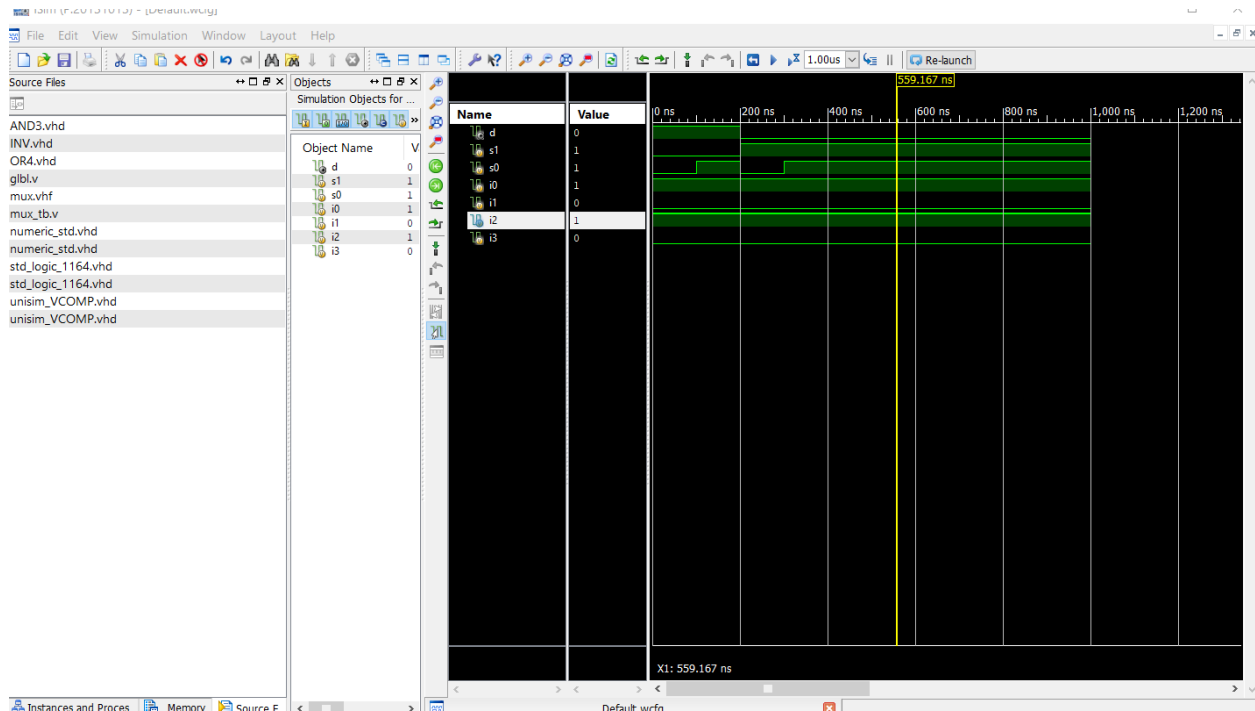 ISim (P.20131013) - [Default.wcfg]
File Edit View Simulation Window Layout Help
1.00us
Re-launch
Source Files
AND3.vhd
INV.vhd
OR4.vhd
glbl.v
mux.vhf
mux_tb.v
numeric_std.vhd
numeric_std.vhd
std_logic_1164.vhd
std_logic_1164.vhd
unisim_VCOMP.vhd
unisim_VCOMP.vhd
Objects
Simulation Objects for ...
Object Name V
d 0
s1 1
s0 1
i0 1
i1 0
i2 1
i3 0
559.167 ns
Name Value
0 ns 200 ns 400 ns 600 ns 800 ns 1,000 ns 1,200 ns
d 0
s1 1
s0 1
i0 1
i1 0
i2 1
i3 0
X1: 559.167 ns
Instances and Proces Memory Source F
Default.wcfg